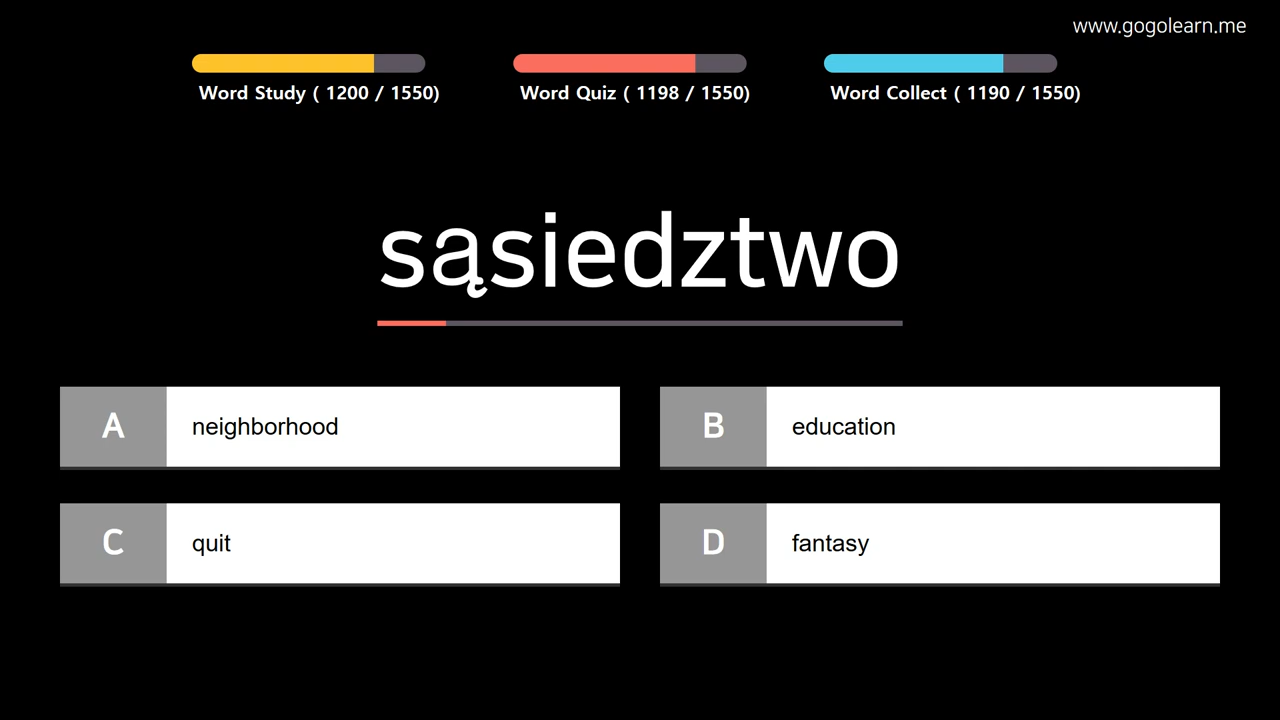 www.gogolearn.me
Word Study ( 1200 / 1550)
Word Quiz ( 1198 / 1550)
Word Collect ( 1190 / 1550)
sąsiedztwo
A neighborhood
B education
C quit
D fantasy